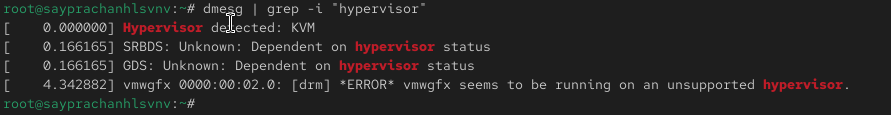 root@sayprachanhlsvnv:~# dmesg | grep -i "hypervisor"
[    0.000000] Hypervisor detected: KVM
[    0.166165] SRBDS: Unknown: Dependent on hypervisor status
[    0.166165] GDS: Unknown: Dependent on hypervisor status
[    4.342882] vmwgfx 0000:00:02.0: [drm] *ERROR* vmwgfx seems to be running on an unsupported hypervisor.
root@sayprachanhlsvnv:~#